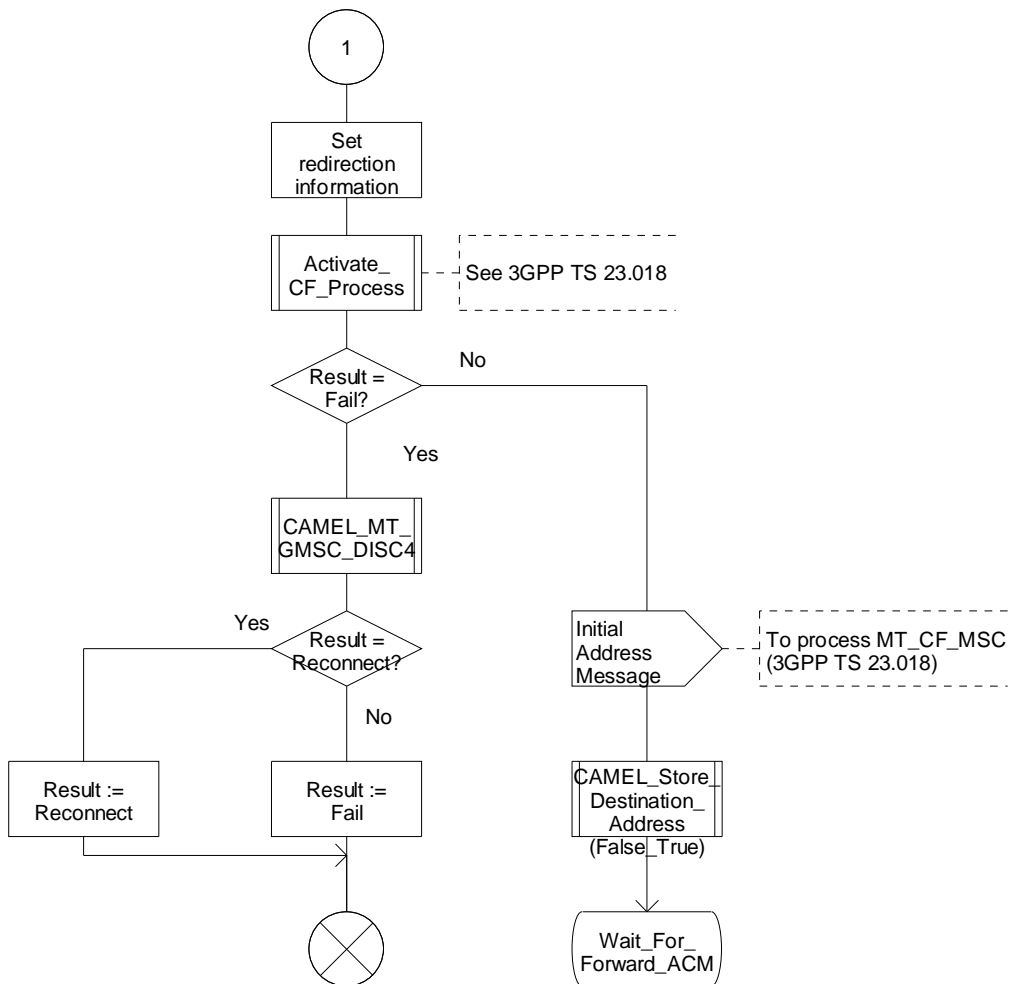 1
Set
redirection
information
Activate_
CF_Process
See 3GPP TS 23.018
Result =
Fail?
No
Yes
CAMEL_MT_
GMSC_DISC4
Yes
Result =
Reconnect?
No
Initial
Address
Message
To process MT_CF_MSC
(3GPP TS 23.018)
Result :=
Reconnect
Result :=
Fail
CAMEL_Store_
Destination_
Address
(False_True)
Wait_For_
Forward_ACM